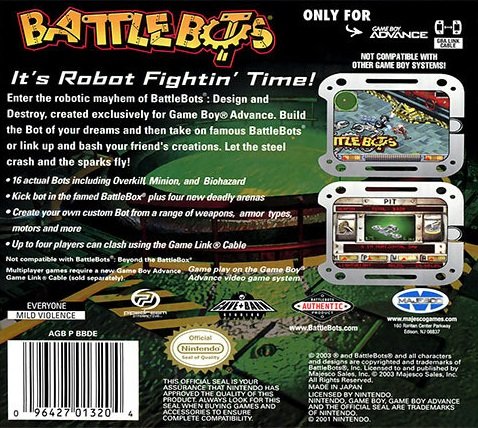 BATTLEBOTS®
ONLY FOR
GAME BOY ADVANCE
GBA LINK CABLE
NOT COMPATIBLE WITH
OTHER GAME BOY SYSTEMS!
It's Robot Fightin' Time!
Enter the robotic mayhem of BattleBots®: Design and
Destroy, created exclusively for Game Boy® Advance. Build
the Bot of your dreams and then take on famous BattleBots®
or link up and bash your friend's creations. Let the steel
crash and the sparks fly!
• 16 actual Bots including Overkill, Minion, and Biohazard
• Kick bot in the famed BattleBox® plus four new deadly arenas
• Create your own custom Bot from a range of weapons, armor types,
motors and more
• Up to four players can clash using the Game Link® Cable
Not compatible with BattleBots®: Beyond the BattleBox®
Multiplayer games require a new Game Boy Advance
Game Link® Cable (sold separately).
Game play on the Game Boy®
Advance video game system.
TTLEBOTS
PIT
EVERYONE
MILD VIOLENCE
AGB P BBDE
pipedream
INTERACTIVE
CAVE BARN
STUDIOS
BATTLEBOTS
AUTHENTIC
PRODUCT
www.BattleBots.com
MAJESCO
www.majescogames.com
160 Raritan Center Parkway
Edison, NJ 08837
Official
Nintendo
Seal of Quality
THIS OFFICIAL SEAL IS YOUR
ASSURANCE THAT NINTENDO HAS
APPROVED THE QUALITY OF THIS
PRODUCT. ALWAYS LOOK FOR THIS
SEAL WHEN BUYING GAMES AND
ACCESSORIES TO ENSURE
COMPLETE COMPATIBILITY.
© 2003 ® and BattleBots® and all characters
and designs are copyrighted and trademarks of
BattleBots®, Inc. Licensed to and published by
Majesco Sales, Inc. © 2003 Majesco Sales, Inc.
All Rights Reserved.
MADE IN JAPAN
LICENSED BY NINTENDO.
NINTENDO, GAME BOY, GAME BOY ADVANCE
AND THE OFFICIAL SEAL ARE TRADEMARKS
OF NINTENDO.
© 2001 NINTENDO.
0 96427 01320 4